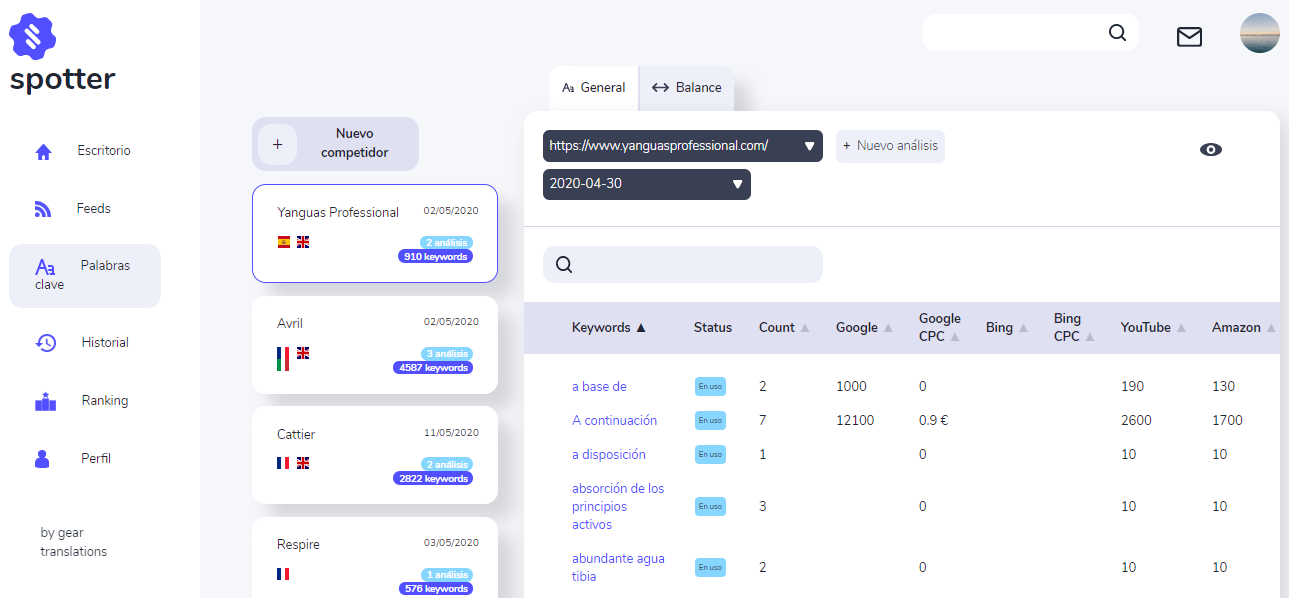 spotter
Escritorio
Feeds
Palabras
clave
Historial
Ranking
Perfil
by gear
translations
+
Nuevo
competidor
Yanguas Professional 02/05/2020
2 análisis
910 keywords
Avril 02/05/2020
3 análisis
4587 keywords
Cattier 11/05/2020
2 análisis
2822 keywords
Respire 03/05/2020
1 análisis
576 keywords
Aa General Balance
https://www.yanguasprofessional.com/ ▼ + Nuevo análisis
2020-04-30 ▼
Keywords ▲ Status Count ▲ Google ▲ Google CPC ▲ Bing ▲ Bing CPC ▲ YouTube ▲ Amazon ▲
a base de En uso 2 1000 0 190 130
A continuación En uso 7 12100 0.9 € 2600 1700
a disposición En uso 1 0 10 10
absorción de los
principios
activos En uso 3 0 10 10
abundante agua
tibia En uso 2 0 10 10